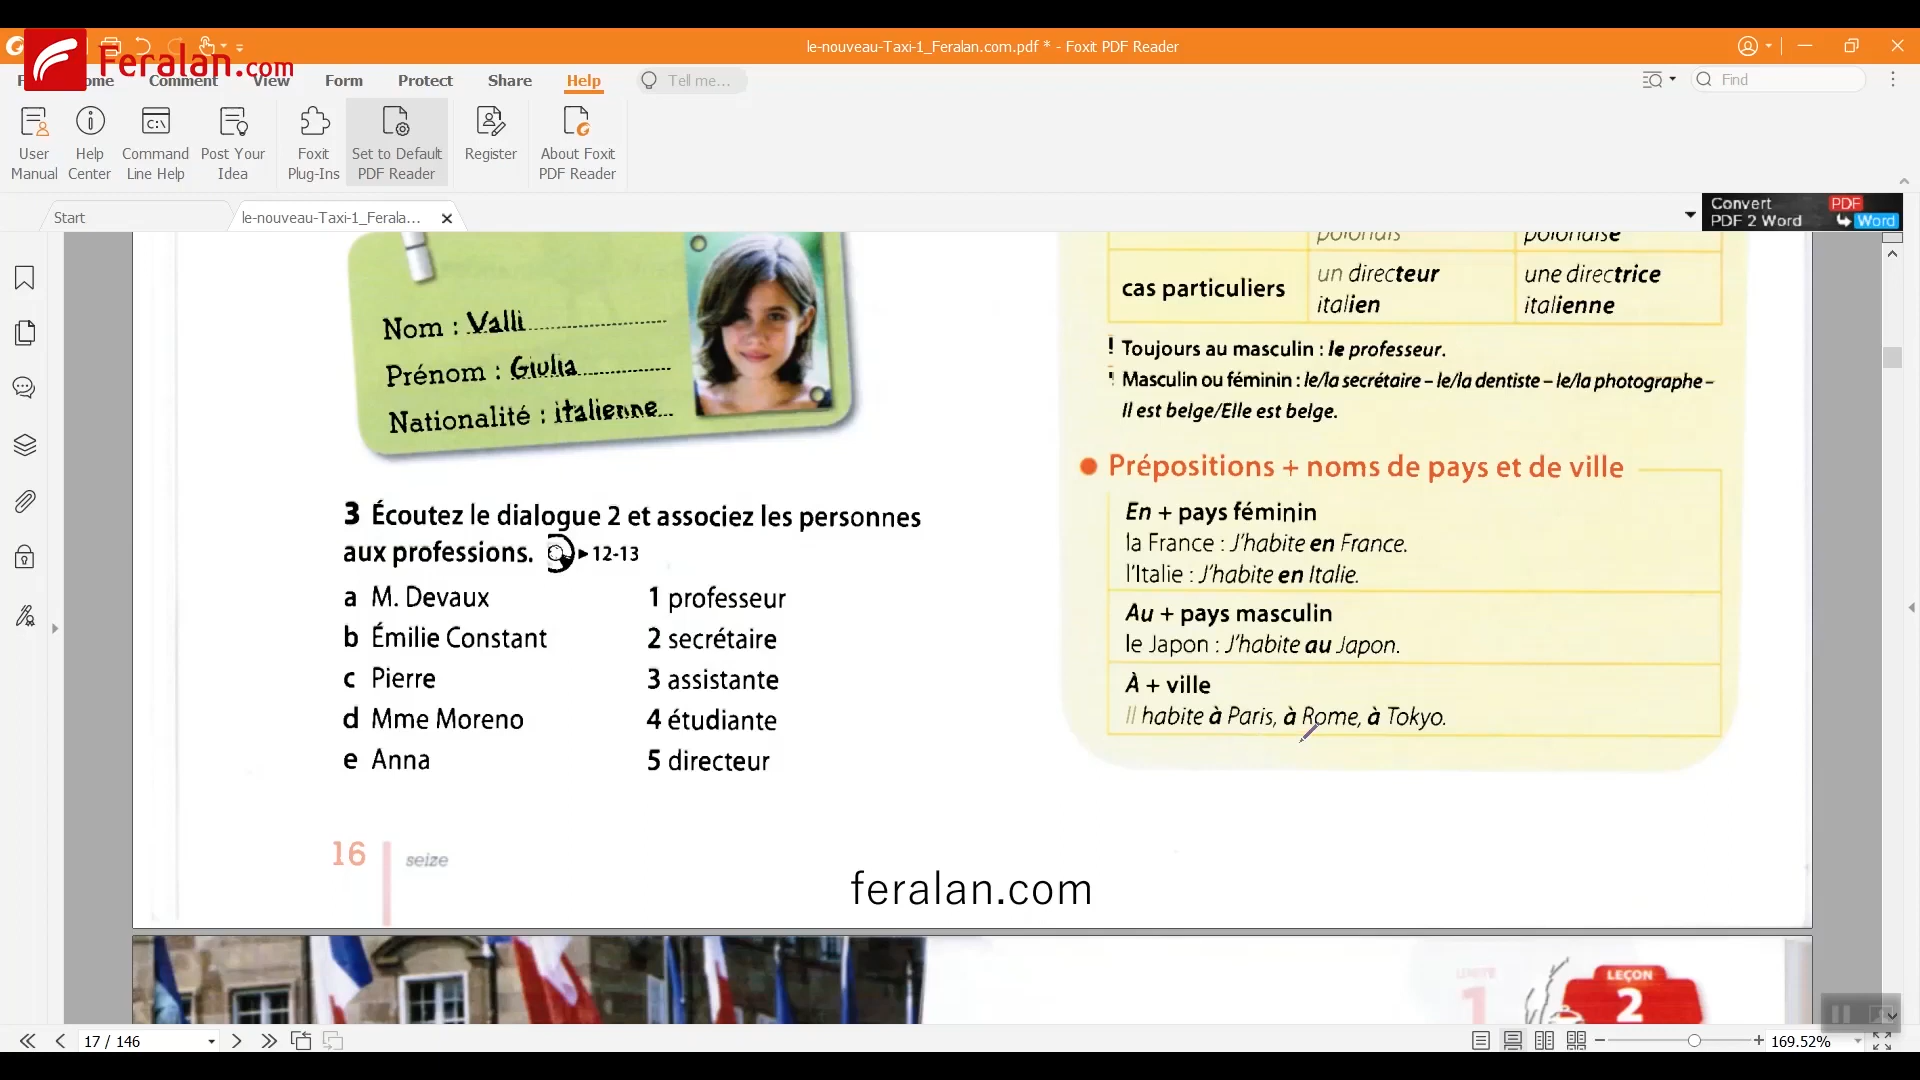 Feralan.com
le-nouveau-Taxi-1_Feralan.com.pdf * - Foxit PDF Reader
Comment View Form Protect Share Help Tell me... Find
User Manual
Help Center
Command Line Help
Post Your Idea
Foxit Plug-Ins
Set to Default PDF Reader
Register
About Foxit PDF Reader
Start
le-nouveau-Taxi-1_Ferala...
Convert PDF
PDF 2 Word Word
Nom : Valli
Prénom : Giulia
Nationalité : italienne
3 Écoutez le dialogue 2 et associez les personnes
aux professions. 12-13
a M. Devaux 1 professeur
b Émilie Constant 2 secrétaire
c Pierre 3 assistante
d Mme Moreno 4 étudiante
e Anna 5 directeur
16 seize
polonais polonaise
cas particuliers
un directeur une directrice
italien italienne
! Toujours au masculin : le professeur.
! Masculin ou féminin : le/la secrétaire – le/la dentiste – le/la photographe –
Il est belge/Elle est belge.
Prépositions + noms de pays et de ville
En + pays féminin
la France : J'habite en France.
l'Italie : J'habite en Italie.
Au + pays masculin
le Japon : J'habite au Japon.
À + ville
Il habite à Paris, à Rome, à Tokyo.
feralan.com
UNITÉ
1
LEÇON
2
17 / 146
169.52%